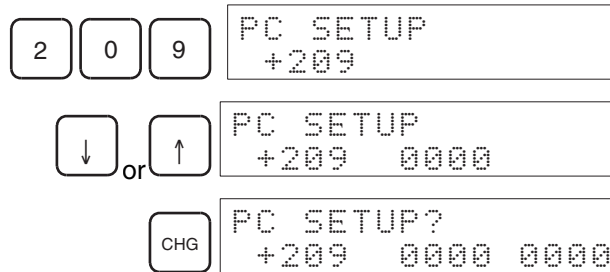 2 0 9 PC SETUP
+209
↓ or ↑ PC SETUP
+209 0000
CHG PC SETUP?
+209 0000 0000